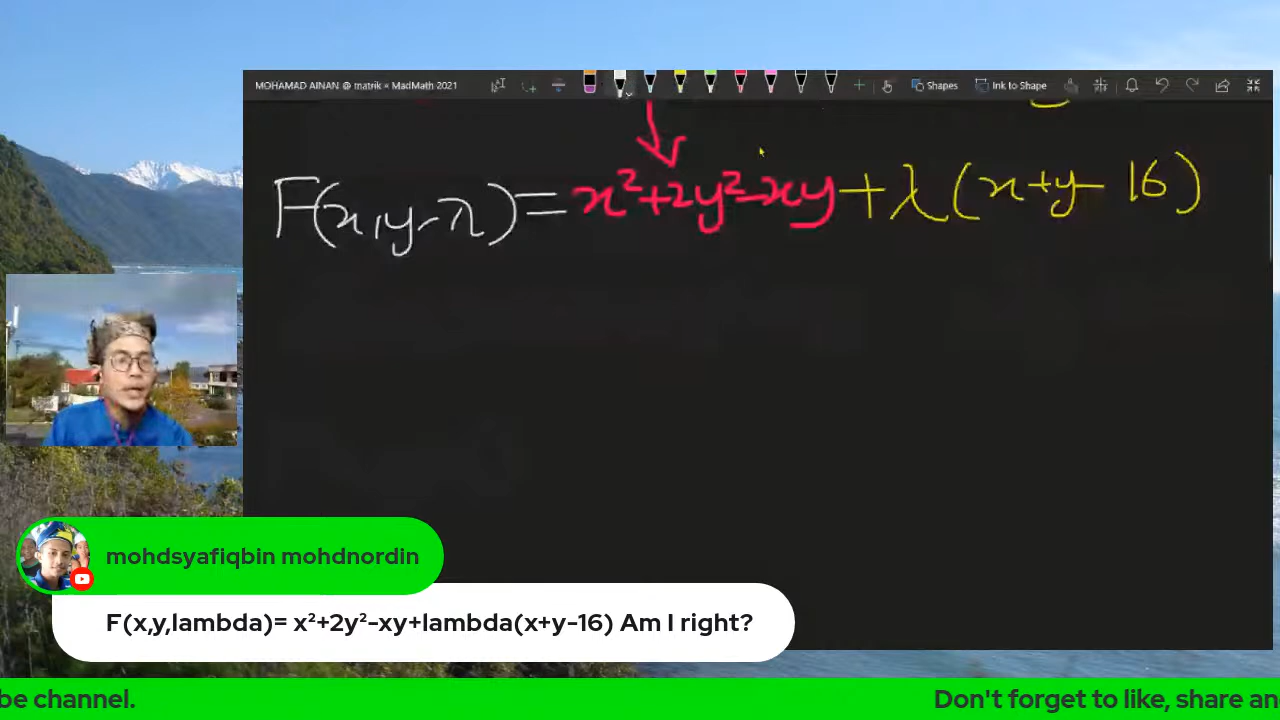 MOHAMAD AINAN @ matrik « MadMath 2021
Shapes
Ink to Shape
F(x,y-λ)=x²+2y²-xy+λ(x+y-16)
mohdsyafiqbin mohdnordin
F(x,y,lambda)= x²+2y²-xy+lambda(x+y-16) Am I right?
be channel.
Don't forget to like, share an